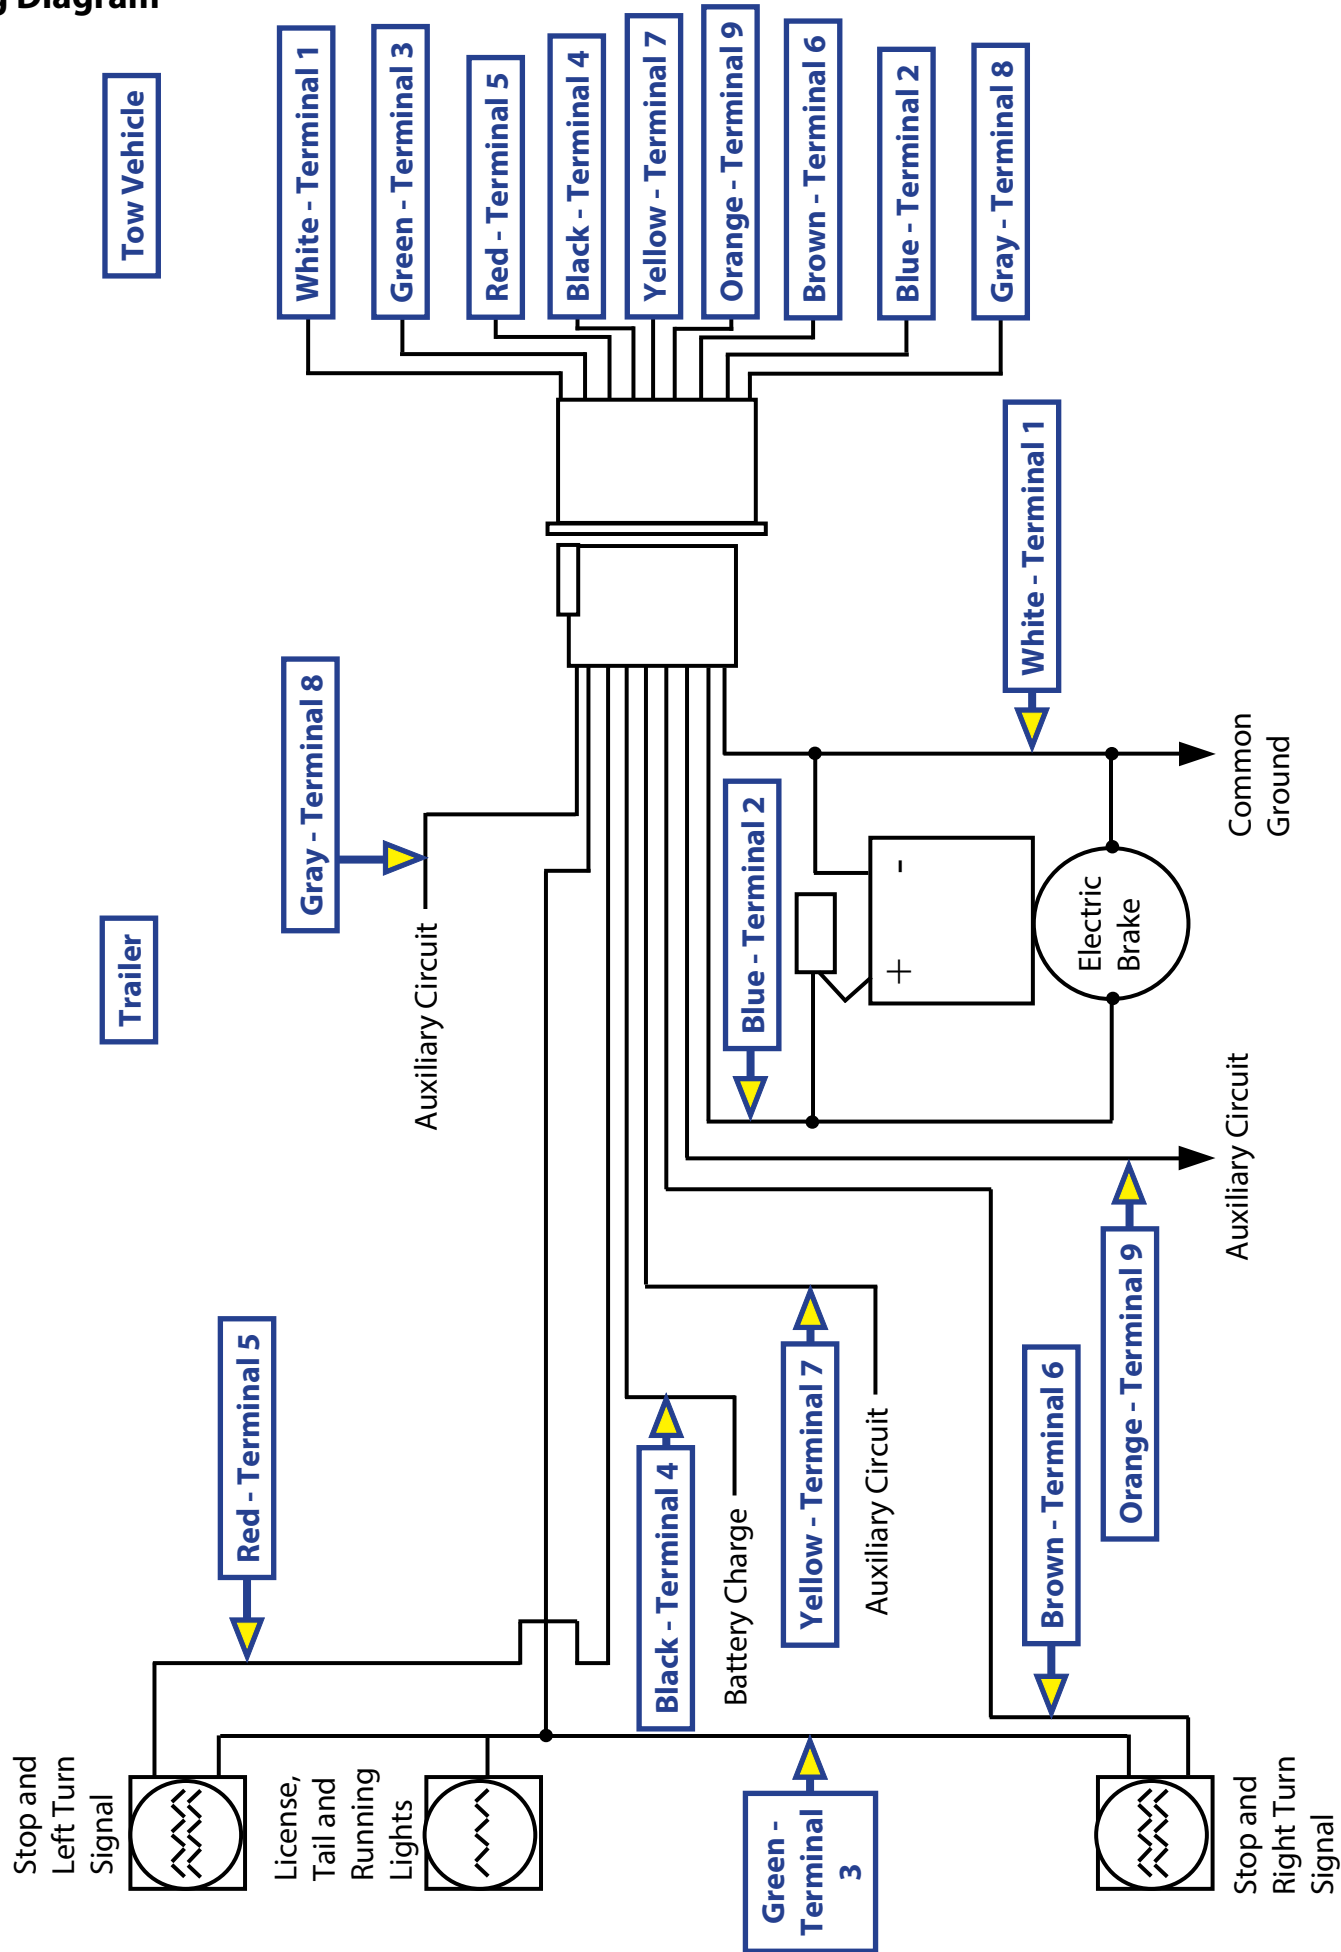 g Diagram
Tow Vehicle
White - Terminal 1
Green - Terminal 3
Red - Terminal 5
Black - Terminal 4
Yellow - Terminal 7
Orange - Terminal 9
Brown - Terminal 6
Blue - Terminal 2
Gray - Terminal 8
Trailer
Gray - Terminal 8
Auxiliary Circuit
White - Terminal 1
Common
Ground
Blue - Terminal 2
-
+
Electric
Brake
Auxiliary Circuit
Orange - Terminal 9
Red - Terminal 5
Black - Terminal 4
Battery Charge
Yellow - Terminal 7
Auxiliary Circuit
Brown - Terminal 6
Stop and
Left Turn
Signal
License,
Tail and
Running
Lights
Green -
Terminal
3
Stop and
Right Turn
Signal